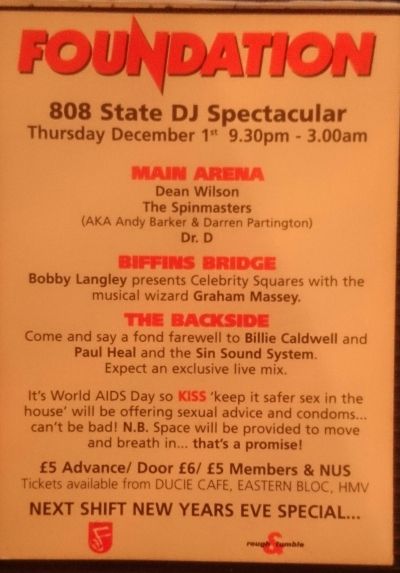 FOUNDATION
808 State DJ Spectacular
Thursday December 1st 9.30pm - 3.00am
MAIN ARENA
Dean Wilson
The Spinmasters
(AKA Andy Barker & Darren Partington)
Dr. D
BIFFINS BRIDGE
Bobby Langley presents Celebrity Squares with the
musical wizard Graham Massey.
THE BACKSIDE
Come and say a fond farewell to Billie Caldwell and
Paul Heal and the Sin Sound System.
Expect an exclusive live mix.
It's World AIDS Day so KISS 'keep it safer sex in the
house' will be offering sexual advice and condoms...
can't be bad! N.B. Space will be provided to move
and breath in... that's a promise!
£5 Advance/ Door £6/ £5 Members & NUS
Tickets available from DUCIE CAFE, EASTERN BLOC, HMV
NEXT SHIFT NEW YEARS EVE SPECIAL...
rough & tumble